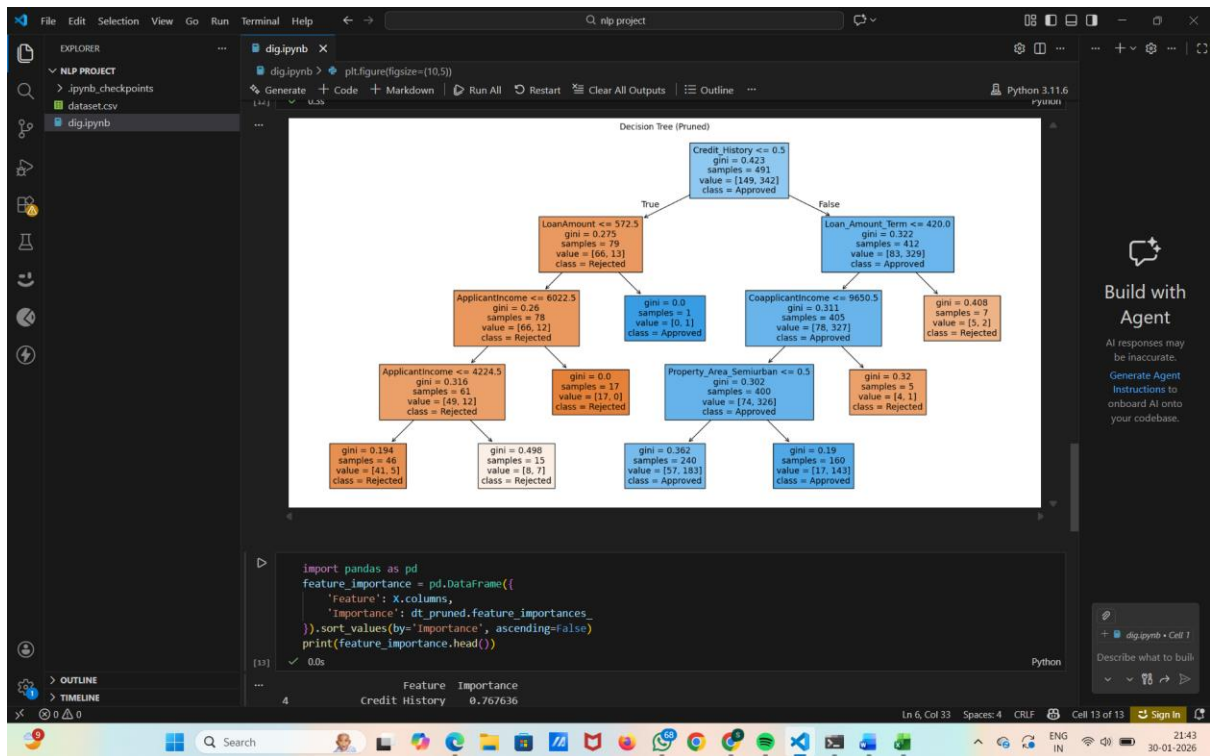 File Edit Selection View Go Run Terminal Help
nlp project
EXPLORER
NLP PROJECT
.ipynb_checkpoints
dataset.csv
dig.ipynb
OUTLINE
TIMELINE
dig.ipynb
dig.ipynb > plt.figure(figsize=(10,5))
Generate + Code + Markdown | Run All Restart Clear All Outputs | Outline ... Python 3.11.6
[12] 0.3s Python
Decision Tree (Pruned)
Credit_History <= 0.5
gini = 0.423
samples = 491
value = [149, 342]
class = Approved
True
False
LoanAmount <= 572.5
gini = 0.275
samples = 79
value = [66, 13]
class = Rejected
Loan_Amount_Term <= 420.0
gini = 0.322
samples = 412
value = [83, 329]
class = Approved
ApplicantIncome <= 6022.5
gini = 0.26
samples = 78
value = [66, 12]
class = Rejected
gini = 0.0
samples = 1
value = [0, 1]
class = Approved
CoapplicantIncome <= 9650.5
gini = 0.311
samples = 405
value = [78, 327]
class = Approved
gini = 0.408
samples = 7
value = [5, 2]
class = Rejected
ApplicantIncome <= 4224.5
gini = 0.316
samples = 61
value = [49, 12]
class = Rejected
gini = 0.0
samples = 17
value = [17, 0]
class = Rejected
Property_Area_Semiurban <= 0.5
gini = 0.302
samples = 400
value = [74, 326]
class = Approved
gini = 0.32
samples = 5
value = [4, 1]
class = Rejected
gini = 0.194
samples = 46
value = [41, 5]
class = Rejected
gini = 0.498
samples = 15
value = [8, 7]
class = Rejected
gini = 0.362
samples = 240
value = [57, 183]
class = Approved
gini = 0.19
samples = 160
value = [17, 143]
class = Approved
import pandas as pd
feature_importance = pd.DataFrame({
'Feature': X.columns,
'Importance': dt_pruned.feature_importances_
}).sort_values(by='Importance', ascending=False)
print(feature_importance.head())
[13] 0.0s Python
Feature Importance
4 Credit History 0.767636
Build with
Agent
AI responses may
be inaccurate.
Generate Agent
Instructions to
onboard AI onto
your codebase.
+ dig.ipynb • Cell 1
Describe what to buil
0 0 Ln 6, Col 33 Spaces: 4 CRLF Cell 13 of 13 Sign In
9 Search 68 ENG 21:43
IN 30-01-2026